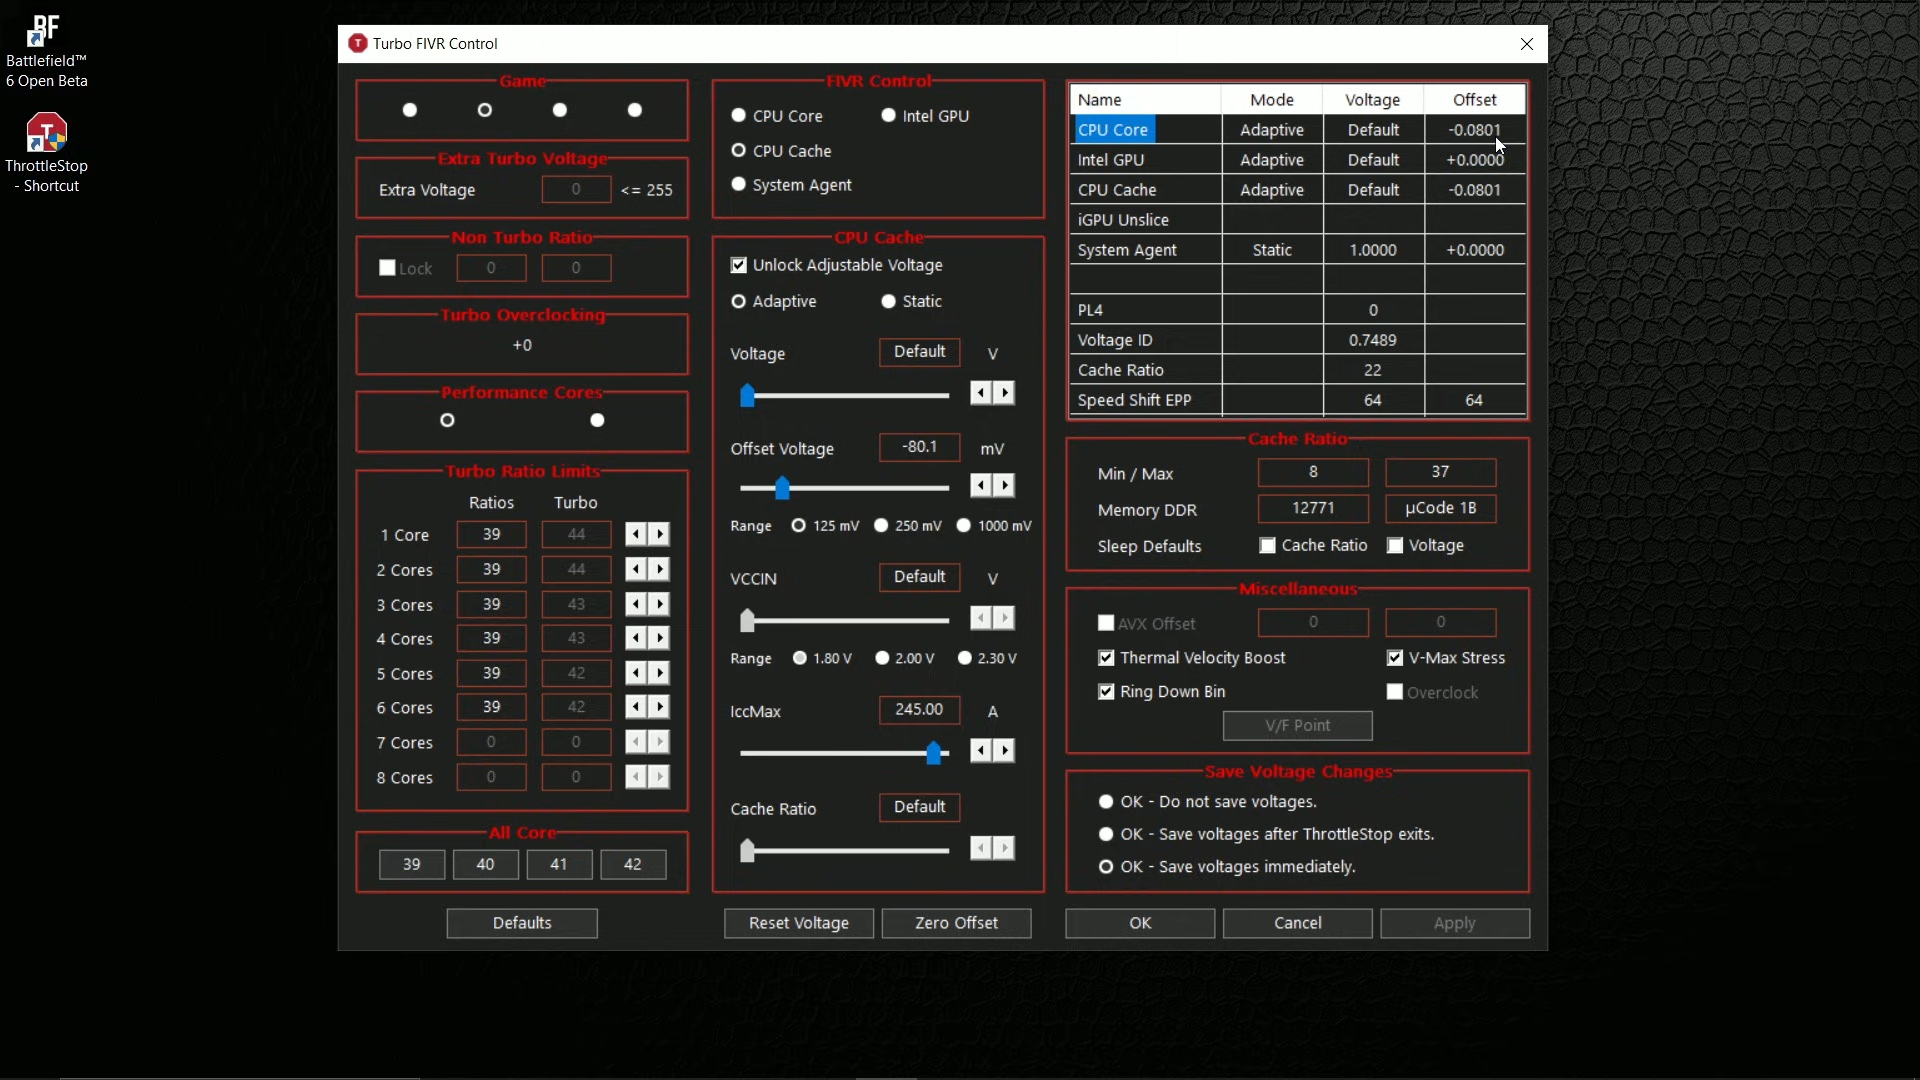 BF
Battlefield™
6 Open Beta
T
ThrottleStop
- Shortcut
T Turbo FIVR Control
Game
Extra Turbo Voltage
Extra Voltage 0 <= 255
Non Turbo Ratio
Lock 0 0
Turbo Overclocking
+0
Performance Cores
Turbo Ratio Limits
Ratios Turbo
1 Core 39 44
2 Cores 39 44
3 Cores 39 43
4 Cores 39 43
5 Cores 39 42
6 Cores 39 42
7 Cores 0 0
8 Cores 0 0
All Core
39 40 41 42
Defaults
FIVR Control
CPU Core Intel GPU
CPU Cache
System Agent
CPU Cache
Unlock Adjustable Voltage
Adaptive Static
Voltage Default V
Offset Voltage -80.1 mV
Range 125 mV 250 mV 1000 mV
VCCIN Default V
Range 1.80 V 2.00 V 2.30 V
IccMax 245.00 A
Cache Ratio Default
Reset Voltage Zero Offset
Name Mode Voltage Offset
CPU Core Adaptive Default -0.0801
Intel GPU Adaptive Default +0.0000
CPU Cache Adaptive Default -0.0801
iGPU Unslice
System Agent Static 1.0000 +0.0000
PL4 0
Voltage ID 0.7489
Cache Ratio 22
Speed Shift EPP 64 64
Cache Ratio
Min / Max 8 37
Memory DDR 12771 µCode 1B
Sleep Defaults Cache Ratio Voltage
Miscellaneous
AVX Offset 0 0
Thermal Velocity Boost V-Max Stress
Ring Down Bin Overclock
V/F Point
Save Voltage Changes
OK - Do not save voltages.
OK - Save voltages after ThrottleStop exits.
OK - Save voltages immediately.
OK Cancel Apply